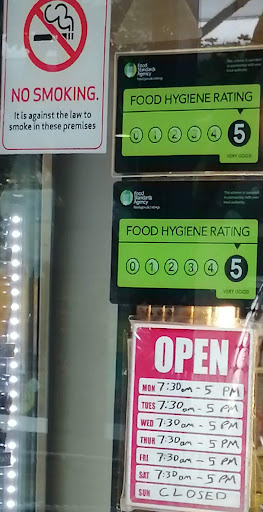 NO SMOKING.
It is against the law to
smoke in these premises
Food
Standards
Agency
FOOD HYGIENE RATING
0 1 2 3 4 5
VERY GOOD
Food
Standards
Agency
FOOD HYGIENE RATING
0 1 2 3 4 5
VERY GOOD
OPEN
MON 7:30am - 5 PM
TUES 7:30am - 5 PM
WED 7:30am - 5 PM
THUR 7:30am - 5 PM
FRI 7:30am - 5 PM
SAT 7:30am - 5 PM
SUN CLOSED